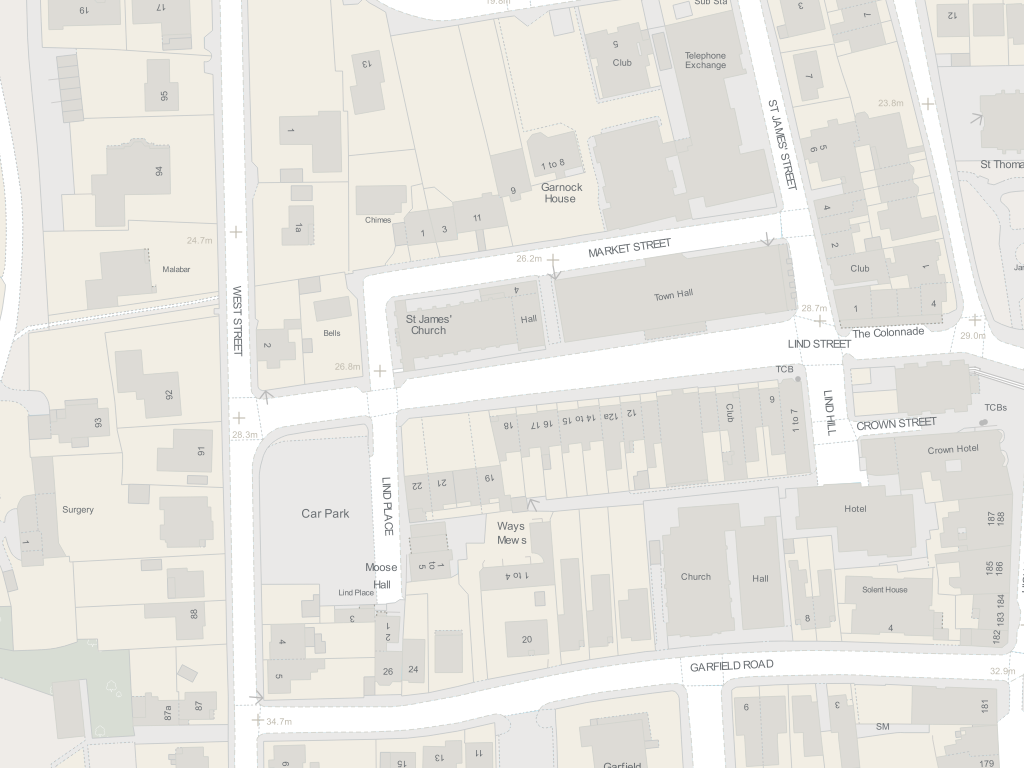 19
17
19.8m
Sub Sta
3
7
12
13
5
Club
Telephone
Exchange
7
95
1
23.8m
ST JAMES' STREET
94
1 to 8
9
Garnock
House
5
6
St Thoma
Chimes
1a
1
3
11
4
24.7m
MARKET STREET
26.2m
2
Malabar
Club
1
Jam
4
Town Hall
WEST STREET
St James'
Church
Hall
Bells
2
28.7m
1
4
The Colonnade
29.0m
LIND STREET
26.8m
TCB
92
93
28.3m
91
18
16 17
14 to 15
12a
12
Club
9
1 to 7
LIND HILL
CROWN STREET
TCBs
Crown Hotel
22
21
19
LIND PLACE
Car Park
Surgery
1
Ways
Mews
Hotel
187
188
1 to 5
Moose
Hall
Lind Place
1 to 4
Church
Hall
185
186
Solent House
88
3
1
2
20
8
4
182
183
184
4
5
26
24
GARFIELD ROAD
32.9m
87a
87
34.7m
6
3
SM
181
9
15
13
11
Garfield
179